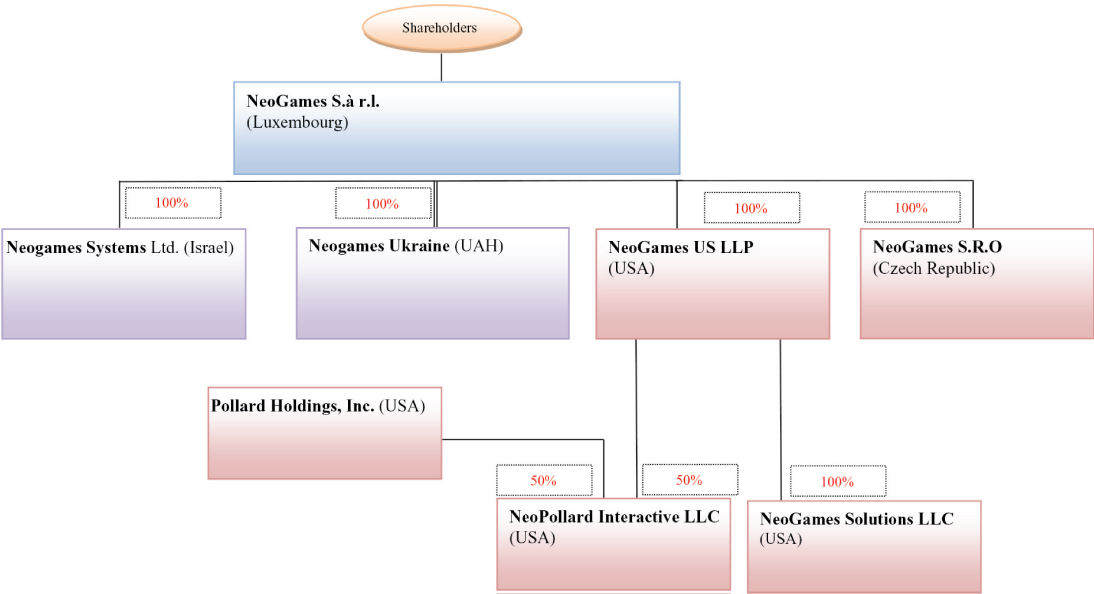 Shareholders
NeoGames S.à r.l.
(Luxembourg)
100%
100%
100%
100%
Neogames Systems Ltd. (Israel)
Neogames Ukraine (UAH)
NeoGames US LLP
(USA)
NeoGames S.R.O
(Czech Republic)
Pollard Holdings, Inc. (USA)
50%
50%
100%
NeoPollard Interactive LLC
(USA)
NeoGames Solutions LLC
(USA)